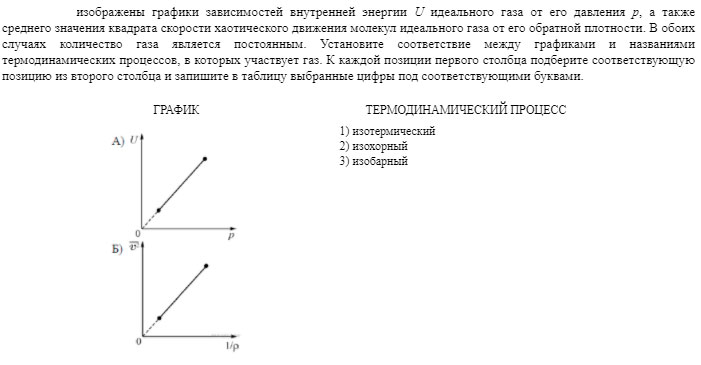 изображены графики зависимостей внутренней энергии U идеального газа от его давления p, а также
среднего значения квадрата скорости хаотического движения молекул идеального газа от его обратной плотности. В обоих
случаях количество газа является постоянным. Установите соответствие между графиками и названиями
термодинамических процессов, в которых участвует газ. К каждой позиции первого столбца подберите соответствующую
позицию из второго столбца и запишите в таблицу выбранные цифры под соответствующими буквами.
ГРАФИК
ТЕРМОДИНАМИЧЕСКИЙ ПРОЦЕСС
1) изотермический
2) изохорный
3) изобарный
А) U
0
p
Б)
0
1/ρ